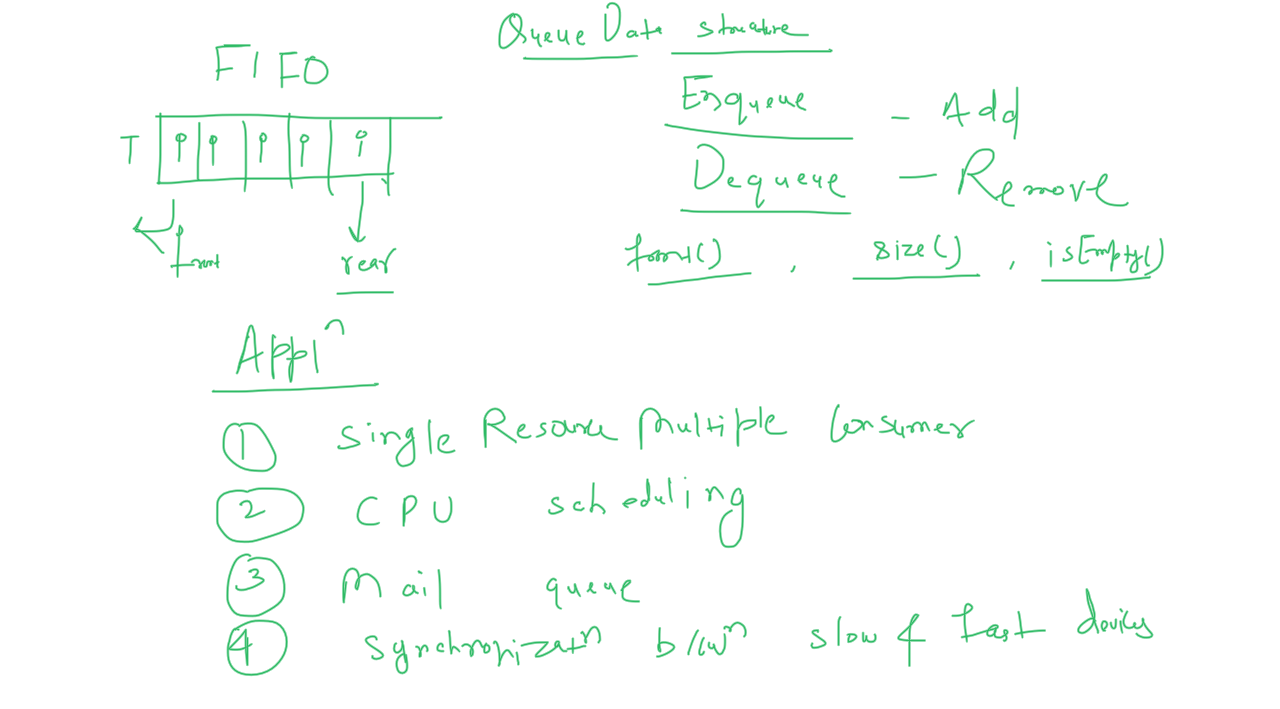 Queue Data structure
FIFO
Enqueue - Add
T
Dequeue - Remove
front
rear
front() , size() , isEmpty()
Appl^n
1 Single Resource Multiple Consumer
2 CPU scheduling
3 Mail queue
4 Synchronizat^n b/w^n slow & fast devices